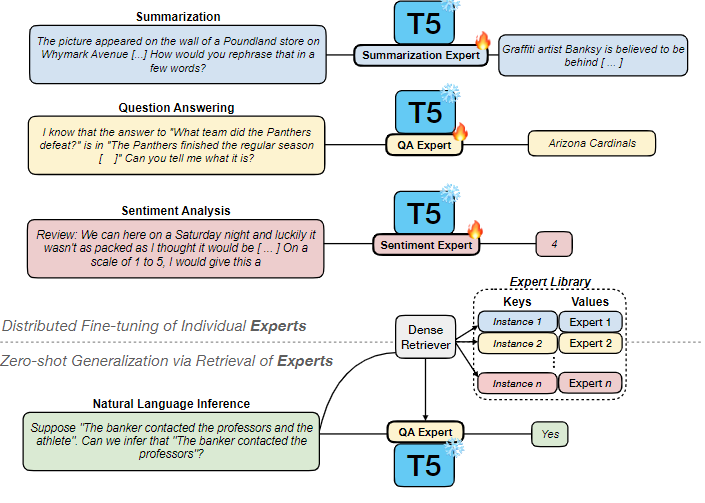 Summarization
The picture appeared on the wall of a Poundland store on
Whymark Avenue [...] How would you rephrase that in a
few words?
T5
Summarization Expert
Graffiti artist Banksy is believed to be
behind [ ... ]
Question Answering
I know that the answer to "What team did the Panthers
defeat?" is in "The Panthers finished the regular season
[    ]" Can you tell me what it is?
T5
QA Expert
Arizona Cardinals
Sentiment Analysis
Review: We can here on a Saturday night and luckily it
wasn't as packed as I thought it would be [ ... ] On a
scale of 1 to 5, I would give this a
T5
Sentiment Expert
4
Expert Library
Keys Values
Instance 1 Expert 1
Instance 2 Expert 2
Instance n Expert n
Dense
Retriever
Distributed Fine-tuning of Individual Experts
Zero-shot Generalization via Retrieval of Experts
Natural Language Inference
Suppose "The banker contacted the professors and the
athlete". Can we infer that "The banker contacted the
professors"?
QA Expert
T5
Yes